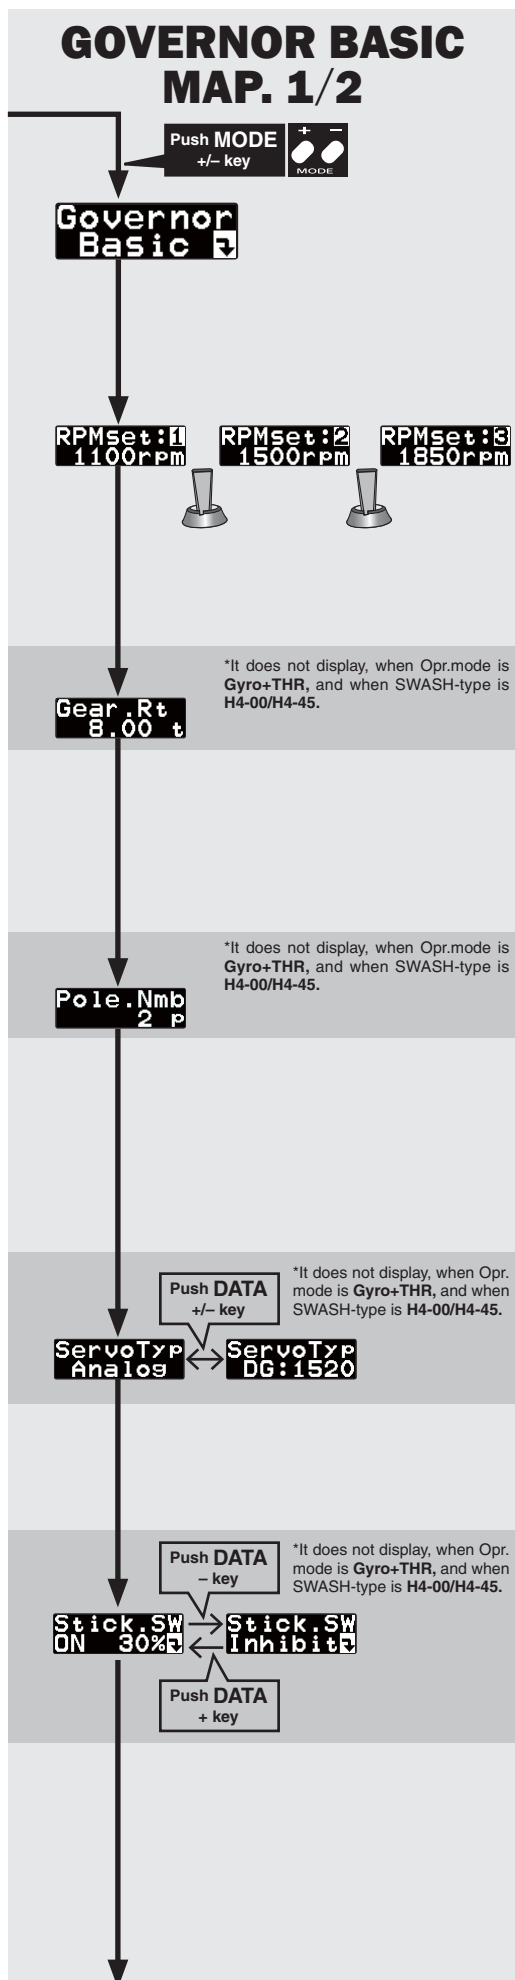 GOVERNOR BASIC
MAP. 1/2
Push MODE
+/– key
+ –
MODE
Governor
Basic
RPMset:1
1100rpm
RPMset:2
1500rpm
RPMset:3
1850rpm
*It does not display, when Opr.mode is
Gyro+THR, and when SWASH-type is
H4-00/H4-45.
Gear.Rt
8.00 t
*It does not display, when Opr.mode is
Gyro+THR, and when SWASH-type is
H4-00/H4-45.
Pole.Nmb
2 p
Push DATA
+/– key
*It does not display, when Opr.
mode is Gyro+THR, and when
SWASH-type is H4-00/H4-45.
ServoTyp
Analog
ServoTyp
DG:1520
Push DATA
– key
*It does not display, when Opr.
mode is Gyro+THR, and when
SWASH-type is H4-00/H4-45.
Stick.SW
ON 30%
Stick.SW
Inhibit
Push DATA
+ key